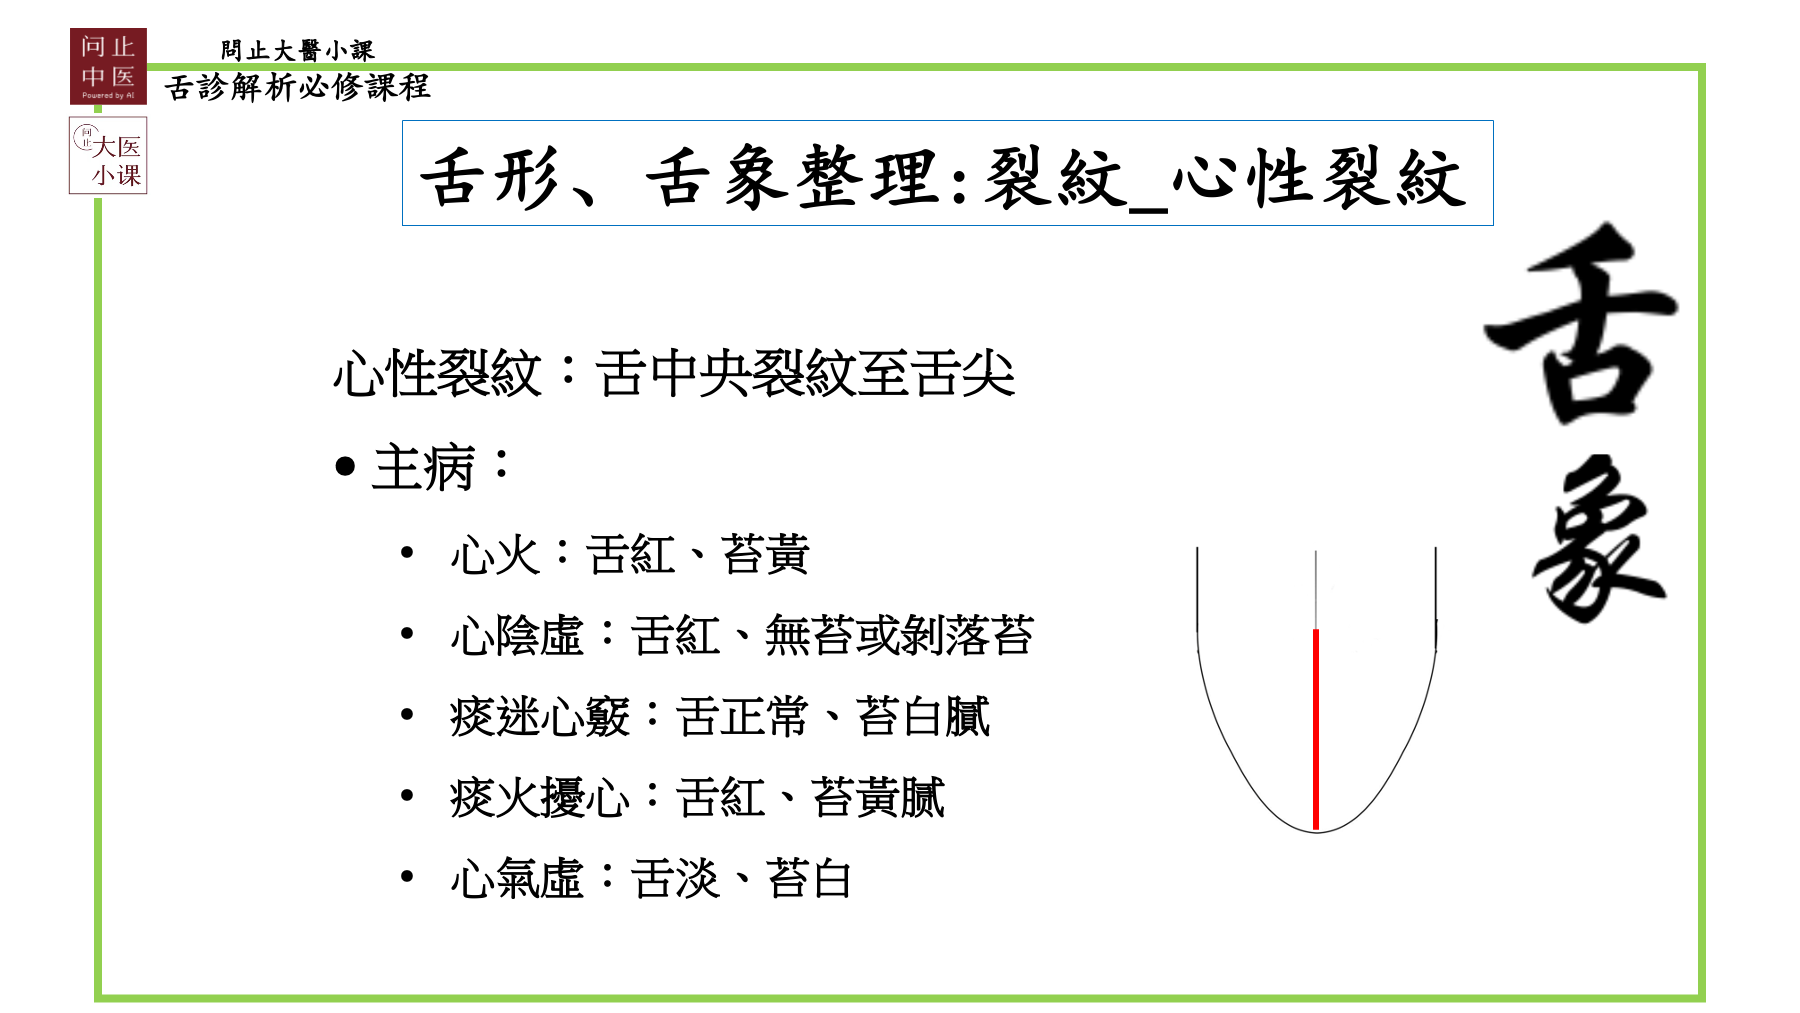 问止
中医
Powered by AI
問止大醫小課
舌診解析必修課程
问止
大医
小课
舌形、舌象整理:裂紋_心性裂紋
舌象
心性裂紋：舌中央裂紋至舌尖
• 主病：
• 心火：舌紅、苔黃
• 心陰虛：舌紅、無苔或剝落苔
• 痰迷心竅：舌正常、苔白膩
• 痰火擾心：舌紅、苔黃膩
• 心氣虛：舌淡、苔白